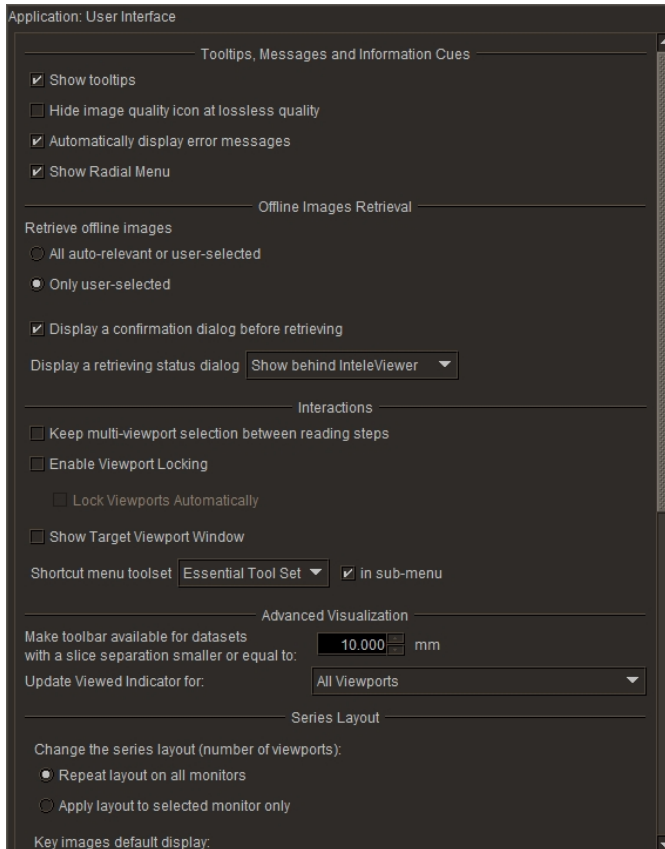 Application: User Interface
Tooltips, Messages and Information Cues
Show tooltips
Hide image quality icon at lossless quality
Automatically display error messages
Show Radial Menu
Offline Images Retrieval
Retrieve offline images
All auto-relevant or user-selected
Only user-selected
Display a confirmation dialog before retrieving
Display a retrieving status dialog Show behind InteleViewer
Interactions
Keep multi-viewport selection between reading steps
Enable Viewport Locking
Lock Viewports Automatically
Show Target Viewport Window
Shortcut menu toolset Essential Tool Set in sub-menu
Advanced Visualization
Make toolbar available for datasets
with a slice separation smaller or equal to: 10.000 mm
Update Viewed Indicator for: All Viewports
Series Layout
Change the series layout (number of viewports):
Repeat layout on all monitors
Apply layout to selected monitor only
Key images default display: